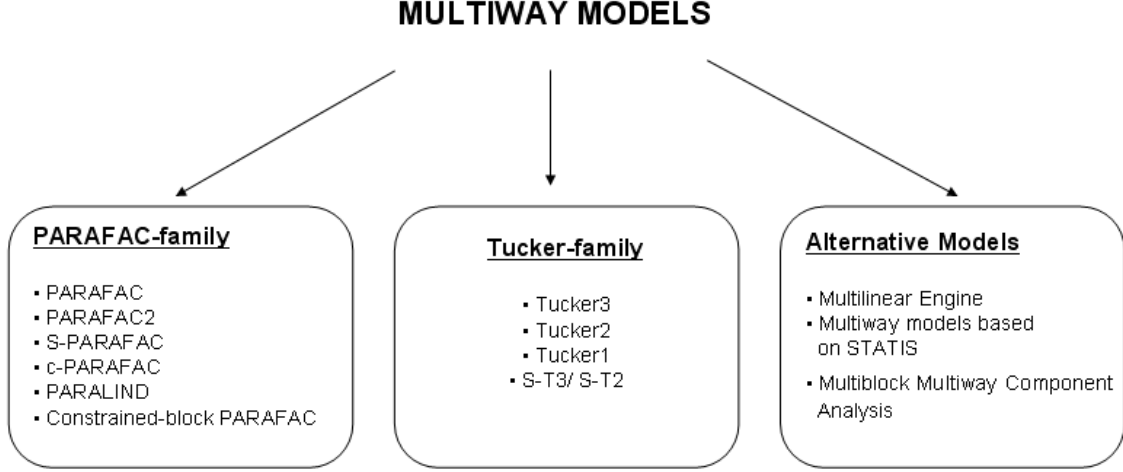 MULTIWAY MODELS
PARAFAC-family
▪ PARAFAC
▪ PARAFAC2
▪ S-PARAFAC
▪ c-PARAFAC
▪ PARALIND
▪ Constrained-block PARAFAC
Tucker-family
▪ Tucker3
▪ Tucker2
▪ Tucker1
▪ S-T3/ S-T2
Alternative Models
▪ Multilinear Engine
▪ Multiway models based
on STATIS
▪ Multiblock Multiway Component
Analysis